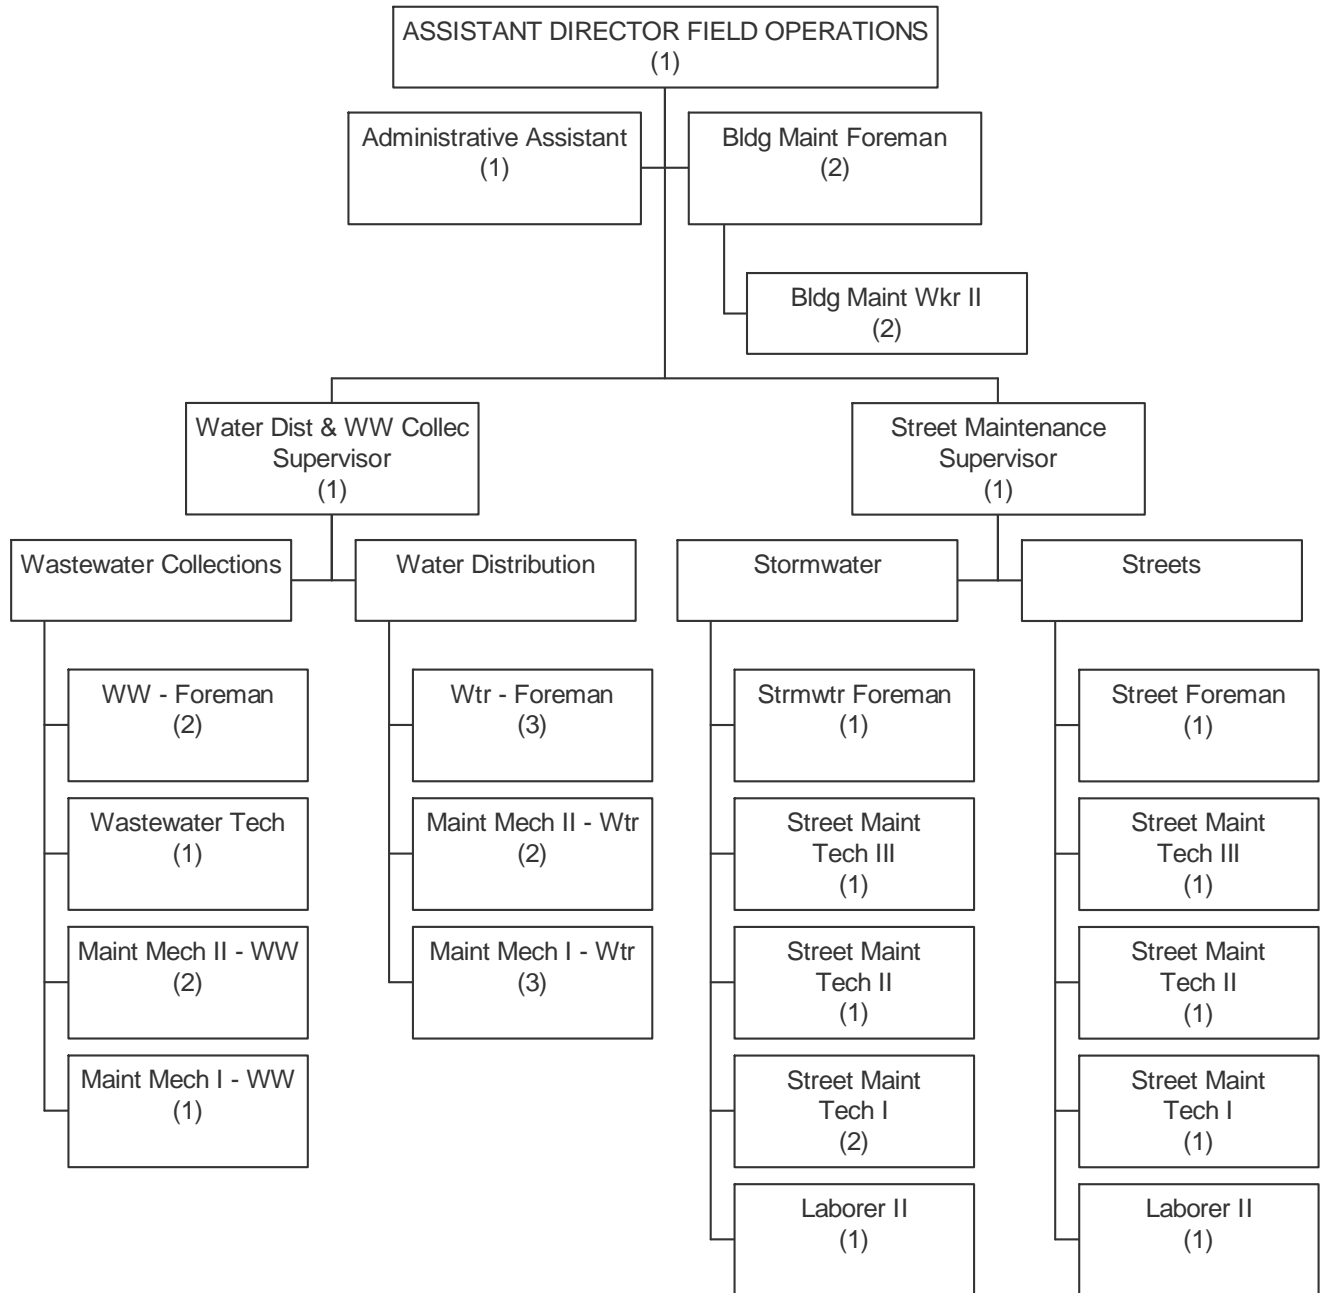 ASSISTANT DIRECTOR FIELD OPERATIONS
(1)
Administrative Assistant
(1)
Bldg Maint Foreman
(2)
Bldg Maint Wkr II
(2)
Water Dist & WW Collec
Supervisor
(1)
Street Maintenance
Supervisor
(1)
Wastewater Collections
Water Distribution
Stormwater
Streets
WW - Foreman
(2)
Wastewater Tech
(1)
Maint Mech II - WW
(2)
Maint Mech I - WW
(1)
Wtr - Foreman
(3)
Maint Mech II - Wtr
(2)
Maint Mech I - Wtr
(3)
Strmwtr Foreman
(1)
Street Maint
Tech III
(1)
Street Maint
Tech II
(1)
Street Maint
Tech I
(2)
Laborer II
(1)
Street Foreman
(1)
Street Maint
Tech III
(1)
Street Maint
Tech II
(1)
Street Maint
Tech I
(1)
Laborer II
(1)